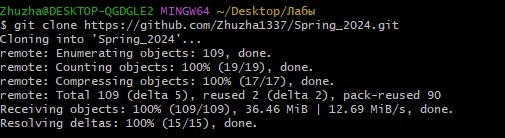 Zhuzha@DESKTOP-QGDGLE2 MINGW64 ~/Desktop/Лабы
$ git clone https://github.com/Zhuzha1337/Spring_2024.git
Cloning into 'Spring_2024'...
remote: Enumerating objects: 109, done.
remote: Counting objects: 100% (19/19), done.
remote: Compressing objects: 100% (17/17), done.
remote: Total 109 (delta 5), reused 2 (delta 2), pack-reused 90
Receiving objects: 100% (109/109), 36.46 MiB | 12.69 MiB/s, done.
Resolving deltas: 100% (15/15), done.